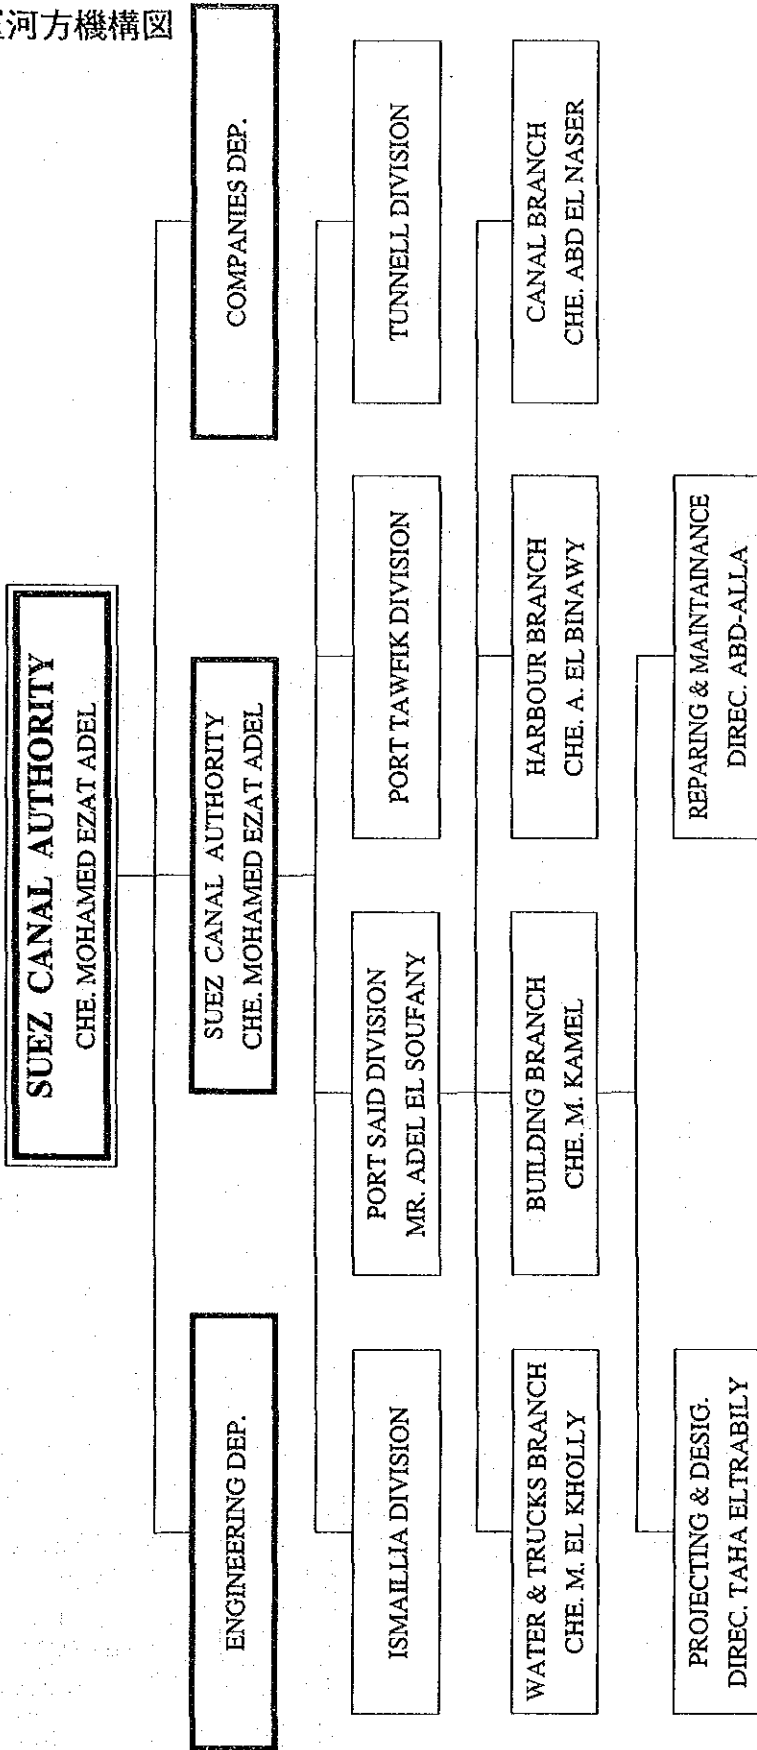 河方機構図
SUEZ CANAL AUTHORITY
CHE. MOHAMED EZAT ADEL
ENGINEERING DEP.
SUEZ CANAL AUTHORITY
CHE. MOHAMED EZAT ADEL
COMPANIES DEP.
ISMAILLIA DIVISION
PORT SAID DIVISION
MR. ADEL EL SOUFANY
PORT TAWFIK DIVISION
TUNNELL DIVISION
WATER & TRUCKS BRANCH
CHE. M. EL KHOLLY
BUILDING BRANCH
CHE. M. KAMEL
HARBOUR BRANCH
CHE. A. EL BINAWY
CANAL BRANCH
CHE. ABD EL NASER
PROJECTING & DESIG.
DIREC. TAHA ELTRABILY
REPARING & MAINTAINANCE
DIREC. ABD-ALLA